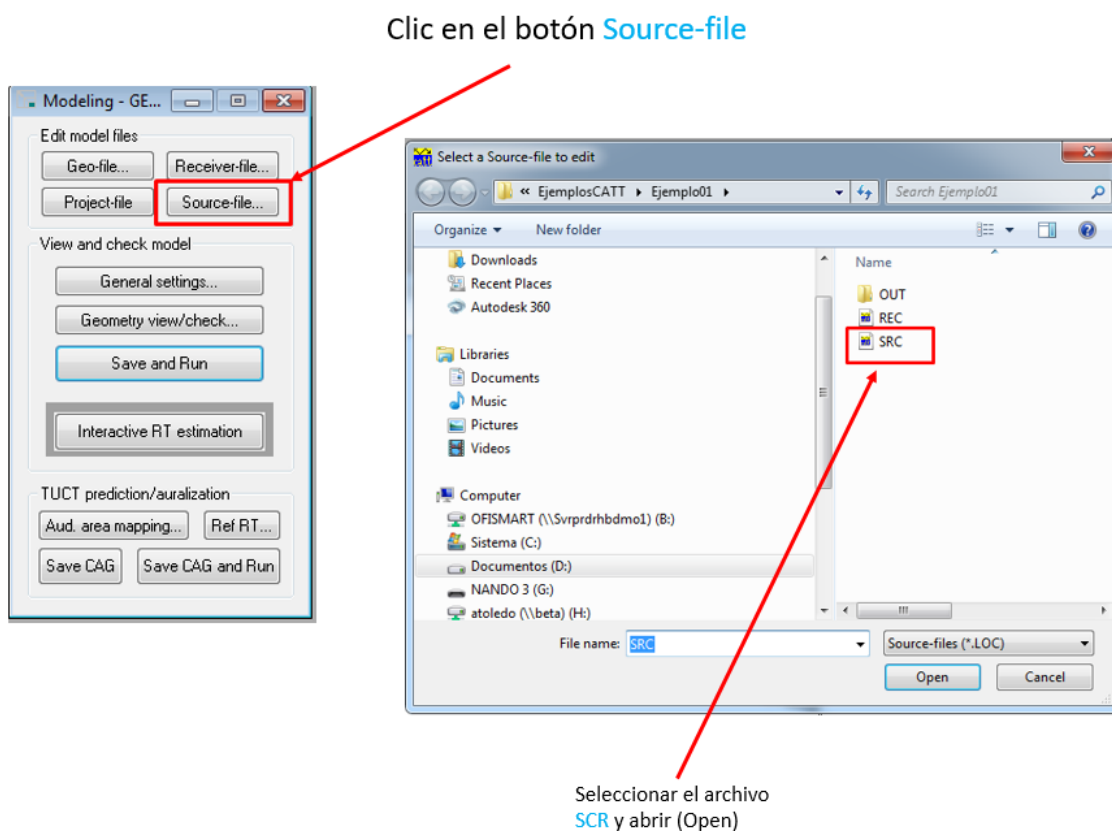 Clic en el botón Source-file
Modeling - GE...
Edit model files
Geo-file...
Receiver-file...
Project-file
Source-file...
View and check model
General settings...
Geometry view/check...
Save and Run
Interactive RT estimation
TUCT prediction/auralization
Aud. area mapping...
Ref RT...
Save CAG
Save CAG and Run
Select a Source-file to edit
« EjemplosCATT Ejemplo01
Search Ejemplo01
Organize
New folder
Downloads
Recent Places
Autodesk 360
Libraries
Documents
Music
Pictures
Videos
Computer
OFISMART (\\Svrprdrhbdmo1) (B:)
Sistema (C:)
Documentos (D:)
NANDO 3 (G:)
atoledo (\\beta) (H:)
Name
OUT
REC
SRC
File name:
SRC
Source-files (*.LOC)
Open
Cancel
Seleccionar el archivo
SCR y abrir (Open)